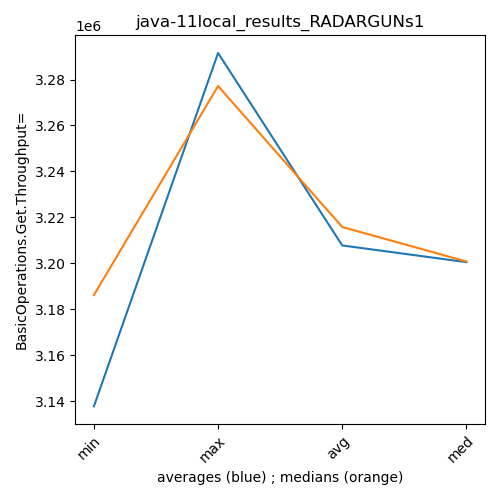 java-11local_results_RADARGUNs1
1e6
3.28
3.26
3.24
3.22
3.20
3.18
3.16
3.14
BasicOperations.Get.Throughput=
min
max
avg
med
averages (blue) ; medians (orange)